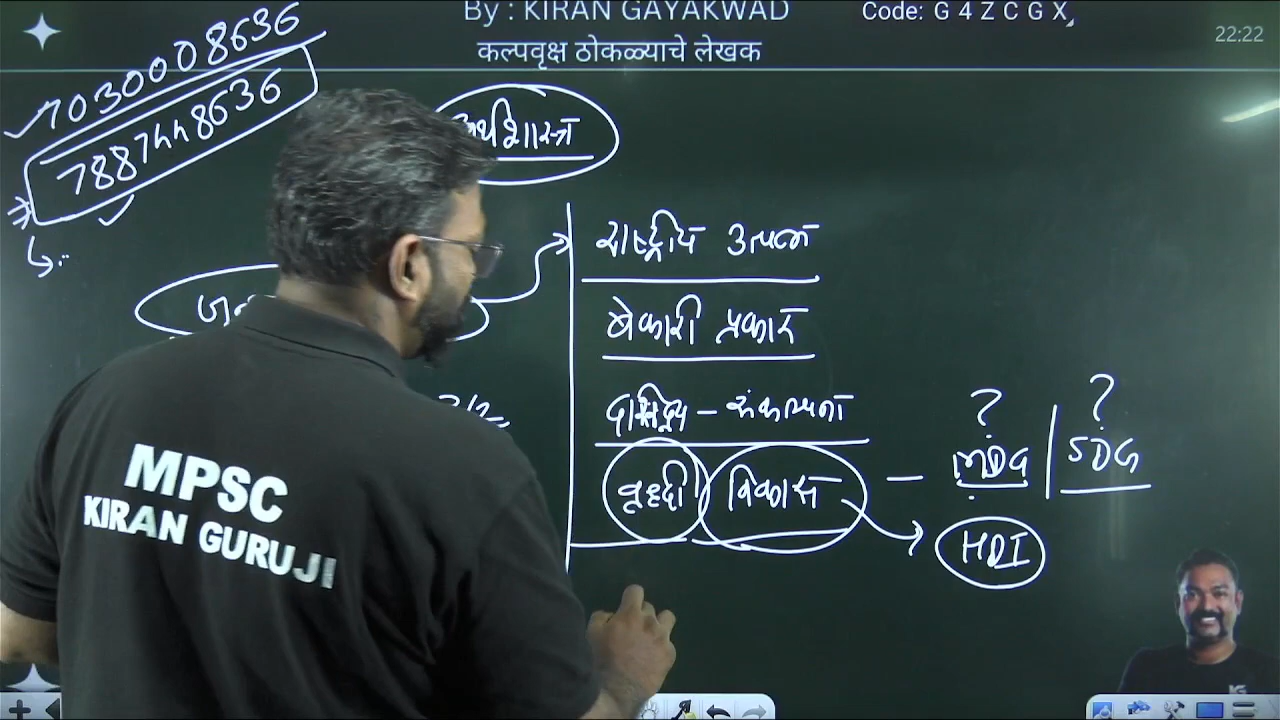 By : KIRAN GAYAKWAD
Code: G 4 Z C G X
22:22
कल्पवृक्ष ठोकळ्याचे लेखक
7030008636
7887448636
राष्ट्रीय उत्पन्न
बेकारी प्रकार
दारिद्र्य - संकल्पना
? ?
वृद्धी विकास - MDG / SDG
HDI
MPSC
KIRAN GURUJI